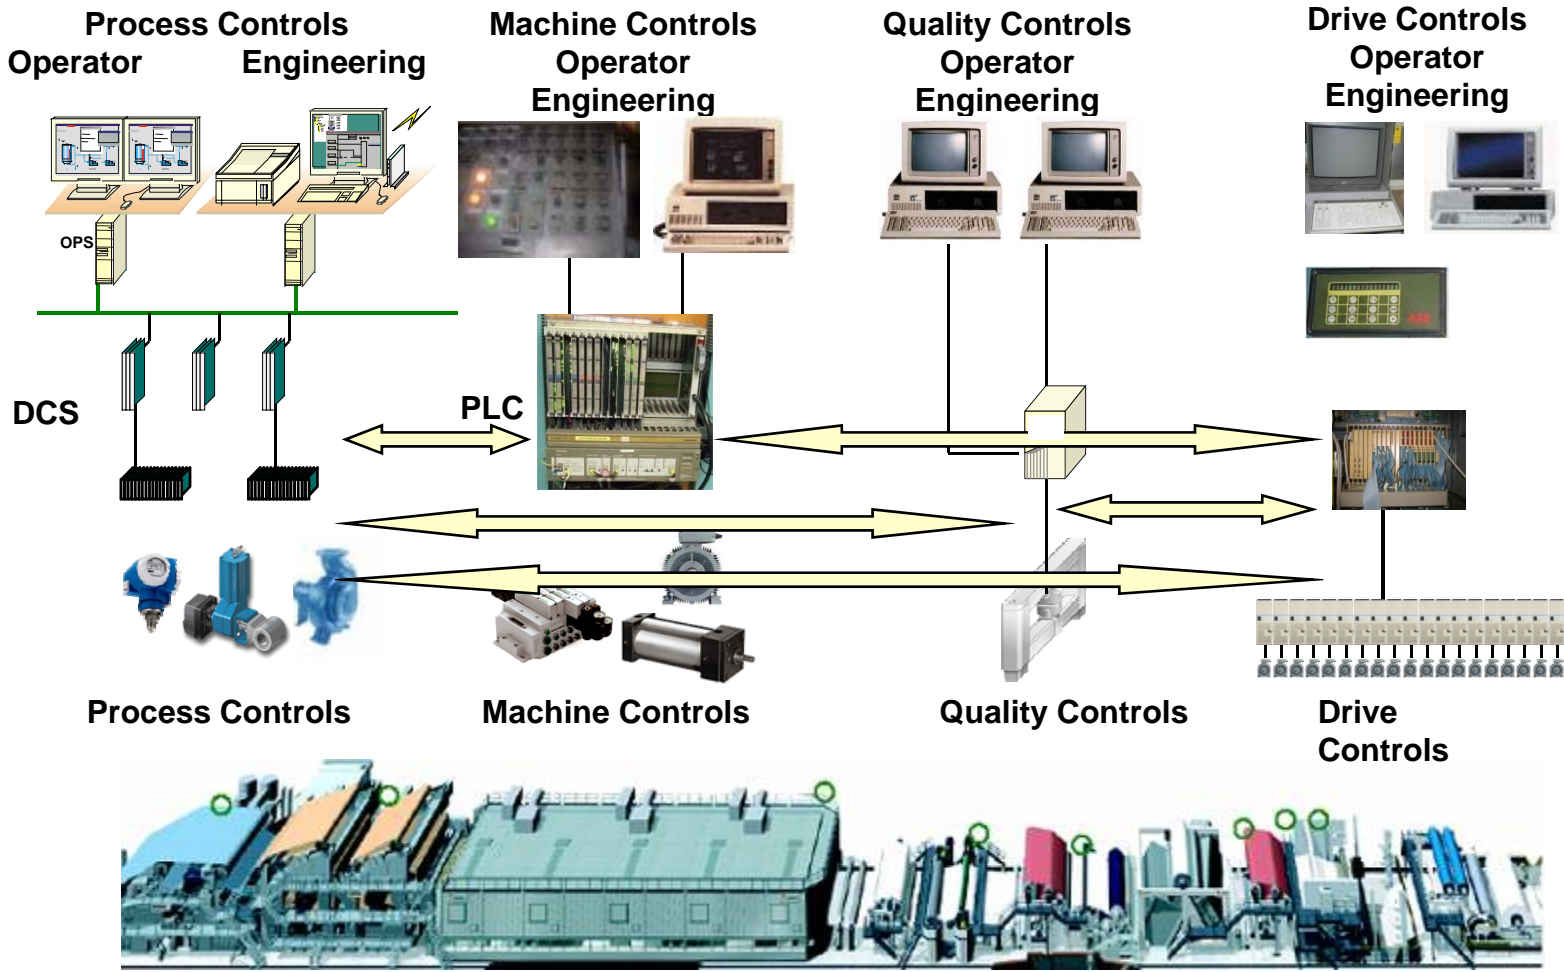 Process Controls
Operator
Engineering
Machine Controls
Operator
Engineering
Quality Controls
Operator
Engineering
Drive Controls
Operator
Engineering
OPS
ABB
DCS
PLC
Process Controls
Machine Controls
Quality Controls
Drive
Controls